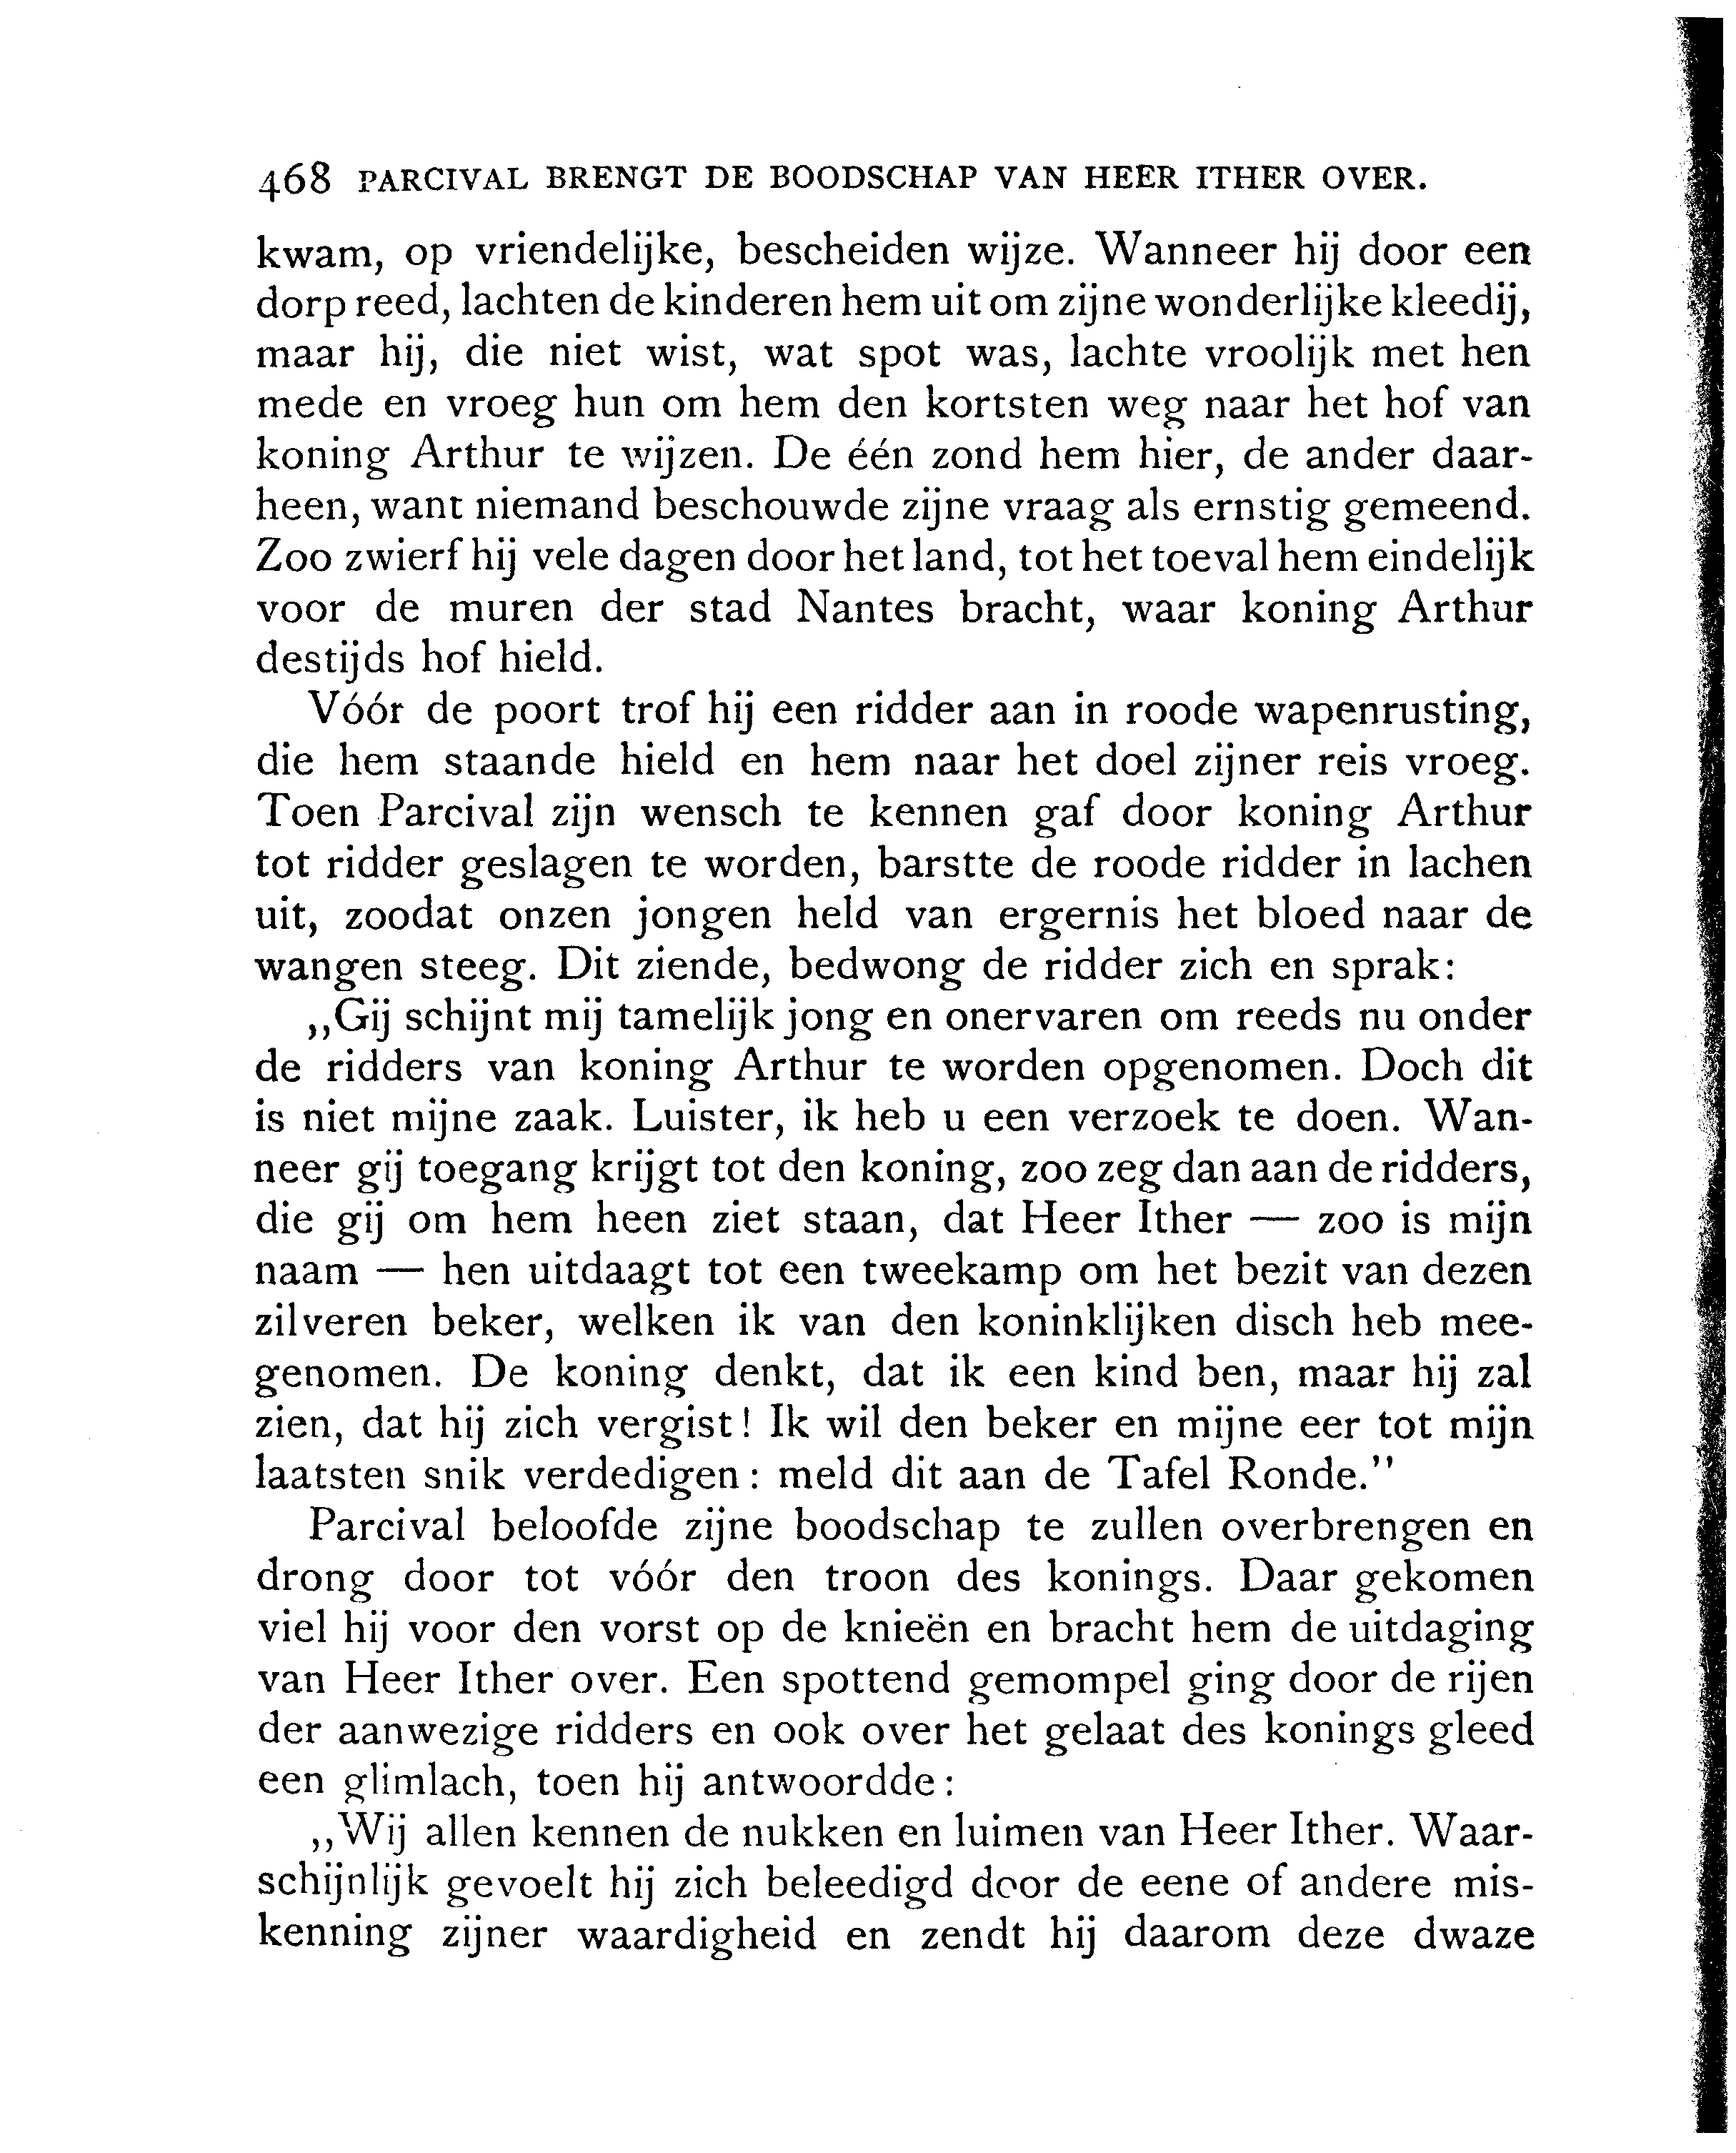 468 PARCIVAL BRENGT DE BOODSCHAP VAN HEER ITHER OVER.
kwam, op vriendelijke, bescheiden wijze. Wanneer hij door een
dorp reed, lachten de kinderen hem uit om zijne wonderlijke kleedij,
maar hij, die niet wist, wat spot was, lachte vroolijk met hen
mede en vroeg hun om hem den kortsten weg naar het hof van
koning Arthur te wijzen. De één zond hem hier, de ander daar-
heen, want niemand beschouwde zijne vraag als ernstig gemeend.
Zoo zwierf hij vele dagen door het land, tot het toeval hem eindelijk
voor de muren der stad Nantes bracht, waar koning Arthur
destijds hof hield.
Vóór de poort trof hij een ridder aan in roode wapenrusting,
die hem staande hield en hem naar het doel zijner reis vroeg.
Toen Parcival zijn wensch te kennen gaf door koning Arthur
tot ridder geslagen te worden, barstte de roode ridder in lachen
uit, zoodat onzen jongen held van ergernis het bloed naar de
wangen steeg. Dit ziende, bedwong de ridder zich en sprak:
„Gij schijnt mij tamelijk jong en onervaren om reeds nu onder
de ridders van koning Arthur te worden opgenomen. Doch dit
is niet mijne zaak. Luister, ik heb u een verzoek te doen. Wan-
neer gij toegang krijgt tot den koning, zoo zeg dan aan de ridders,
die gij om hem heen ziet staan, dat Heer Ither — zoo is mijn
naam — hen uitdaagt tot een tweekamp om het bezit van dezen
zilveren beker, welken ik van den koninklijken disch heb mee-
genomen. De koning denkt, dat ik een kind ben, maar hij zal
zien, dat hij zich vergist! Ik wil den beker en mijne eer tot mijn
laatsten snik verdedigen: meld dit aan de Tafel Ronde.”
Parcival beloofde zijne boodschap te zullen overbrengen en
drong door tot vóór den troon des konings. Daar gekomen
viel hij voor den vorst op de knieën en bracht hem de uitdaging
van Heer Ither over. Een spottend gemompel ging door de rijen
der aanwezige ridders en ook over het gelaat des konings gleed
een glimlach, toen hij antwoordde:
„Wij allen kennen de nukken en luimen van Heer Ither. Waar-
schijnlijk gevoelt hij zich beleedigd door de eene of andere mis-
kenning zijner waardigheid en zendt hij daarom deze dwaze